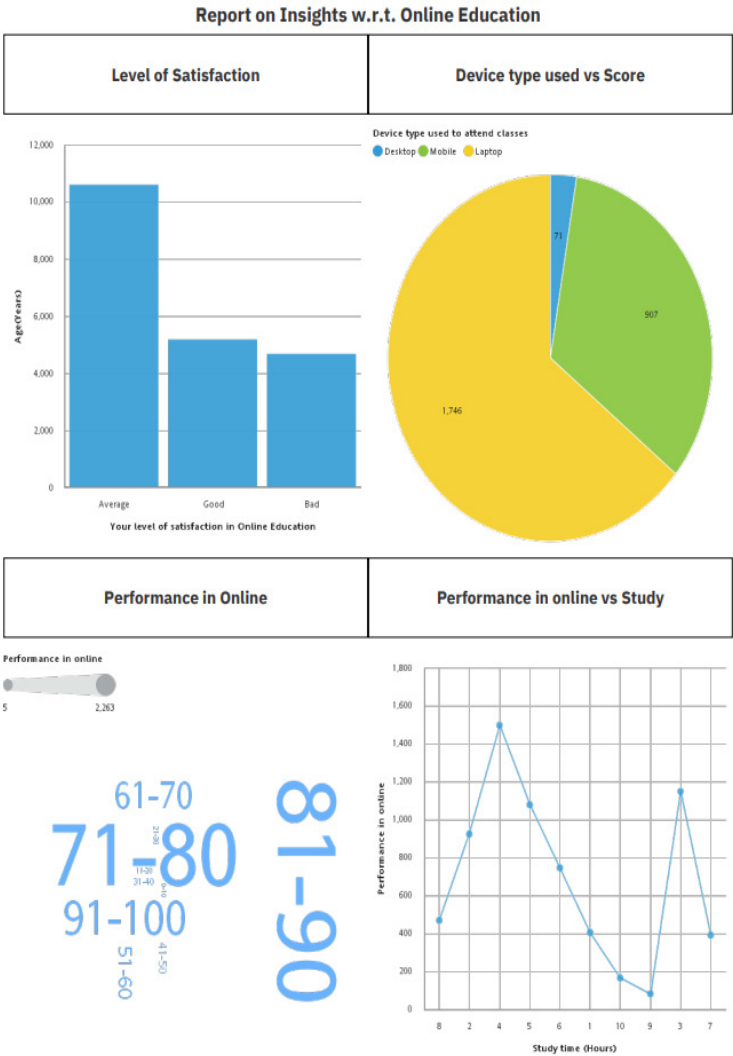 Report on Insights w.r.t. Online Education
Level of Satisfaction
Device type used vs Score
12,000
10,000
8,000
6,000
4,000
2,000
0
Age(Years)
Average Good Bad
Your level of satisfaction in Online Education
Device type used to attend classes
Desktop Mobile Laptop
71
907
1,746
Performance in Online
Performance in online vs Study
Performance in online
5 2,263
61-70
71-80
21-30
11-20
31-40
0-10
91-100
51-60
41-50
81-90
1,800
1,600
1,400
1,200
1,000
800
600
400
200
0
Performance in online
8 2 4 5 6 1 10 9 3 7
Study time (Hours)